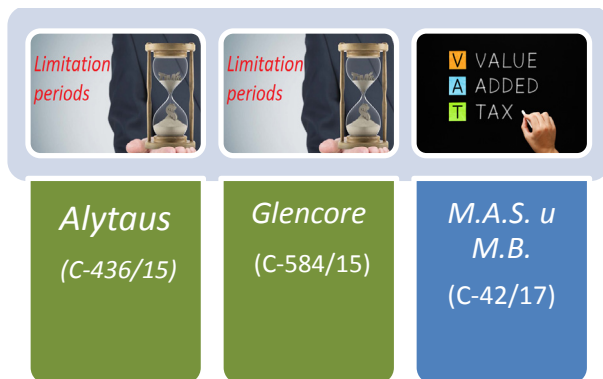 Limitation
periods
Limitation
periods
V VALUE
A ADDED
T TAX
Alytaus
(C-436/15)
Glencore
(C-584/15)
M.A.S. u
M.B.
(C-42/17)